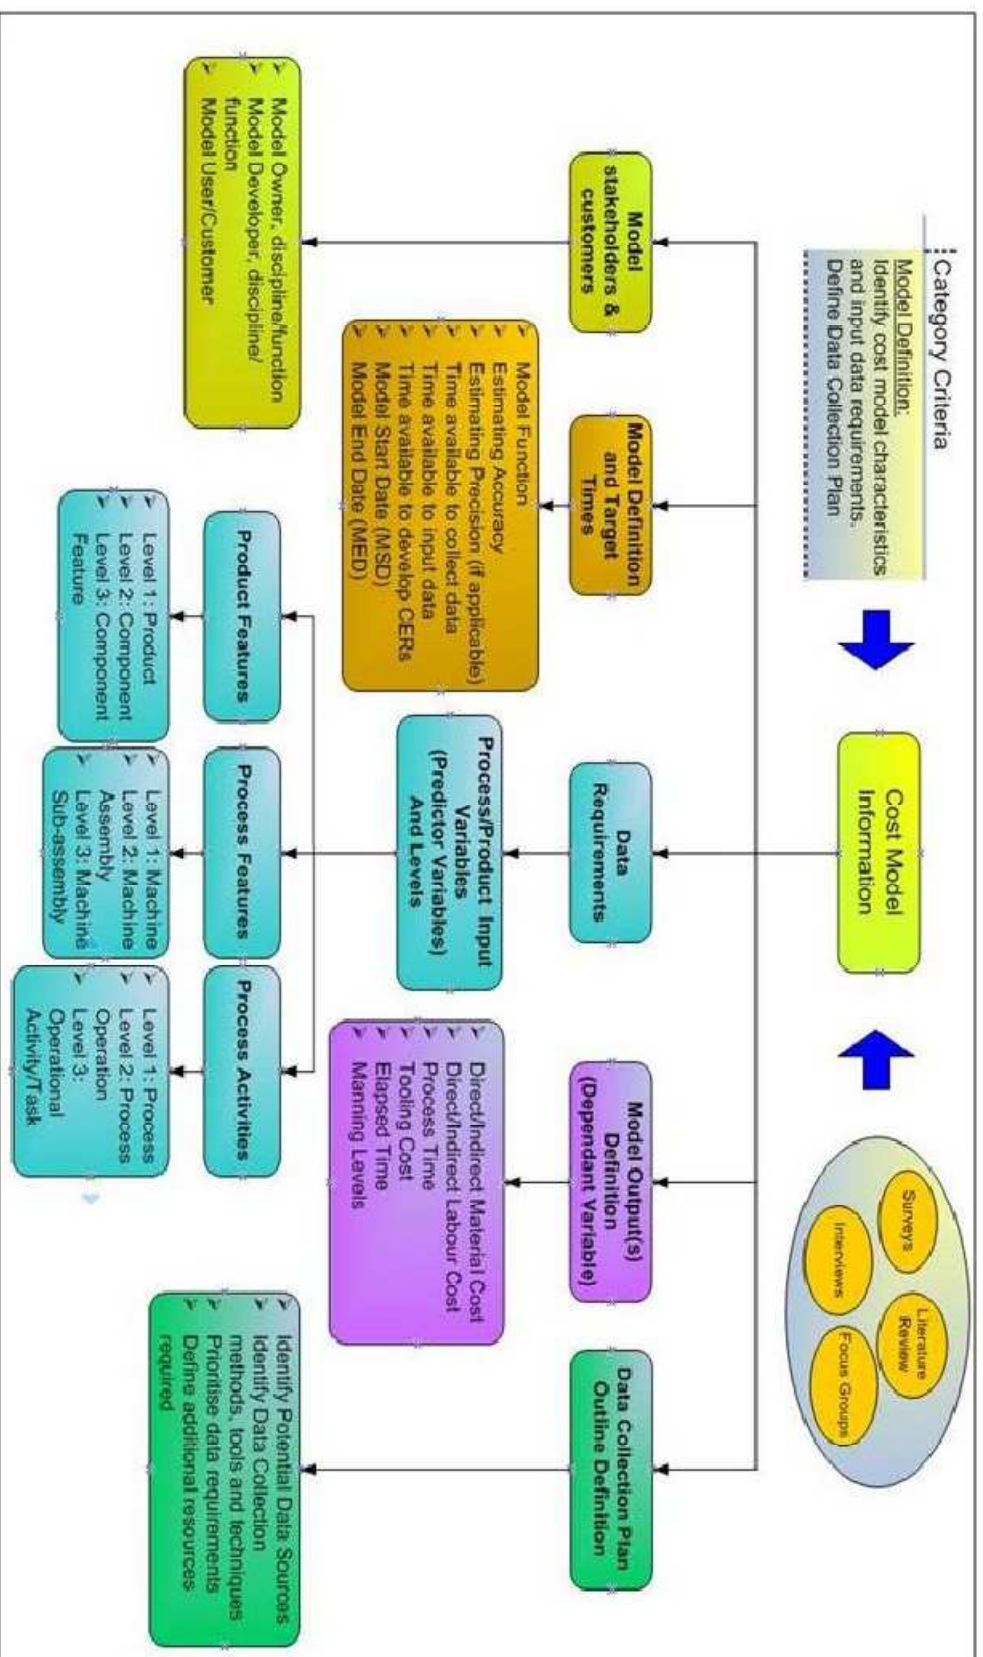 Category Criteria
Model Definition:
Identify cost model characteristics
and input data requirements.
Define Data Collection Plan
Cost Model
Information
Surveys
Literature
Review
Interviews
Focus Groups
Model
stakeholders &
customers
Model Definition
and Target
Times
Data
Requirements
Model Output(s)
Definition
(Dependant Variable)
Data Collection Plan
Outline Definition
Model Owner, discipline/function
Model Developer, discipline/
function
Model User/Customer
Model Function
Estimating Accuracy
Estimating Precision (if applicable)
Time available to collect data
Time available to input data
Time available to develop CERs
Model Start Date (MSD)
Model End Date (MED)
Process/Product Input
Variables
(Predictor Variables)
And Levels
Direct/Indirect Material Cost
Direct/Indirect Labour Cost
Process Time
Tooling Cost
Elapsed Time
Manning Levels
Identify Potential Data Sources
Identify Data Collection
methods, tools and techniques
Prioritise data requirements
Define additional resources
required
Product Features
Process Features
Process Activities
Level 1: Product
Level 2: Component
Level 3: Component
Feature
Level 1: Machine
Level 2: Machine
Assembly
Level 3: Machine
Sub-assembly
Level 1: Process
Level 2: Process
Operation
Level 3:
Operational
Activity/Task